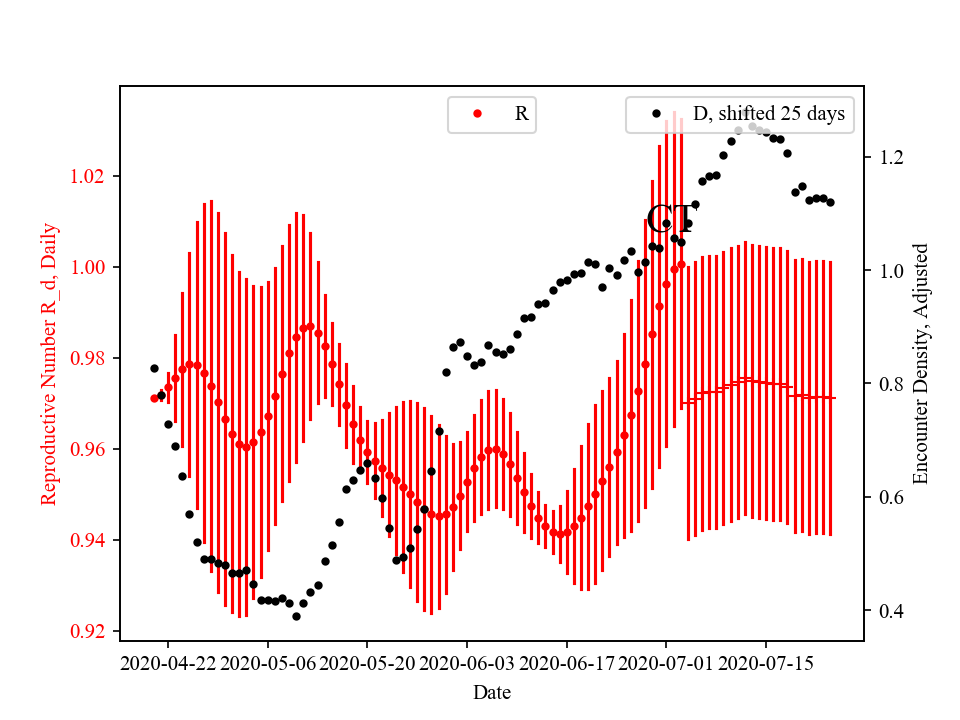 R
D, shifted 25 days
CT
Reproductive Number R_d, Daily
1.02
1.00
0.98
0.96
0.94
0.92
1.2
1.0
0.8
0.6
0.4
Encounter Density, Adjusted
2020-04-22 2020-05-06 2020-05-20 2020-06-03 2020-06-17 2020-07-01 2020-07-15
Date